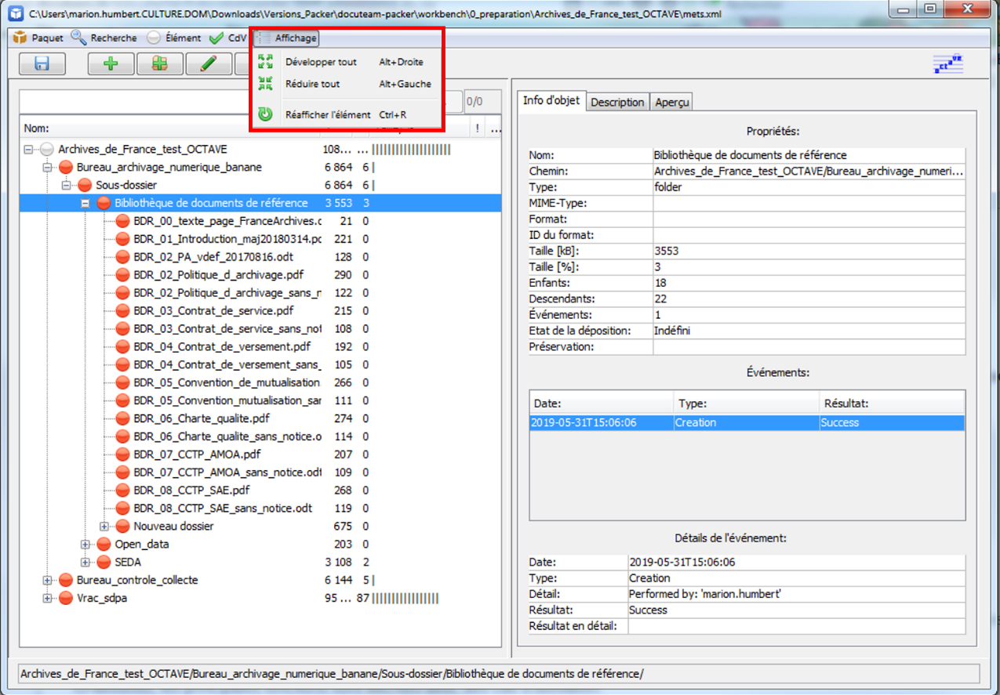 C:\Users\marion.humbert.CULTURE.DOM\Downloads\Versions_Packer\docuteam-packer\workbench\0_preparation\Archives_de_France_test_OCTAVE\mets.xml
Paquet Recherche Élément CdV Affichage
Développer tout Alt+Droite
Réduire tout Alt+Gauche
Réafficher l'élément Ctrl+R
0/0
Nom: ! ...
Archives_de_France_test_OCTAVE 108... ...
Bureau_archivage_numerique_banane 6 864 6
Sous-dossier 6 864 6
Bibliothèque de documents de référence 3 553 3
BDR_00_texte_page_FranceArchives.c 21 0
BDR_01_Introduction_maj20180314.pc 221 0
BDR_02_PA_vdef_20170816.odt 128 0
BDR_02_Politique_d_archivage.pdf 290 0
BDR_02_Politique_d_archivage_sans_r 122 0
BDR_03_Contrat_de_service.pdf 215 0
BDR_03_Contrat_de_service_sans_not 108 0
BDR_04_Contrat_de_versement.pdf 192 0
BDR_04_Contrat_de_versement_sans_ 105 0
BDR_05_Convention_de_mutualisation. 266 0
BDR_05_Convention_mutualisation_sar 111 0
BDR_06_Charte_qualite.pdf 274 0
BDR_06_Charte_qualite_sans_notice.o 114 0
BDR_07_CCTP_AMOA.pdf 207 0
BDR_07_CCTP_AMOA_sans_notice.odt 109 0
BDR_08_CCTP_SAE.pdf 268 0
BDR_08_CCTP_SAE_sans_notice.odt 119 0
Nouveau dossier 675 0
Open_data 203 0
SEDA 3 108 2
Bureau_controle_collecte 6 144 5
Vrac_sdpa 95 ... 87
Octave
Info d'objet Description Aperçu
Propriétés:
Nom: Bibliothèque de documents de référence
Chemin: Archives_de_France_test_OCTAVE/Bureau_archivage_numeri...
Type: folder
MIME-Type:
Format:
ID du format:
Taille [kB]: 3553
Taille [%]: 3
Enfants: 18
Descendants: 22
Événements: 1
Etat de la déposition: Indéfini
Préservation:
Événements:
Date: Type: Résultat:
2019-05-31T15:06:06 Creation Success
Détails de l'événement:
Date: 2019-05-31T15:06:06
Type: Creation
Détail: Performed by: 'marion.humbert'
Résultat: Success
Résultat en détail:
Archives_de_France_test_OCTAVE/Bureau_archivage_numerique_banane/Sous-dossier/Bibliothèque de documents de référence/